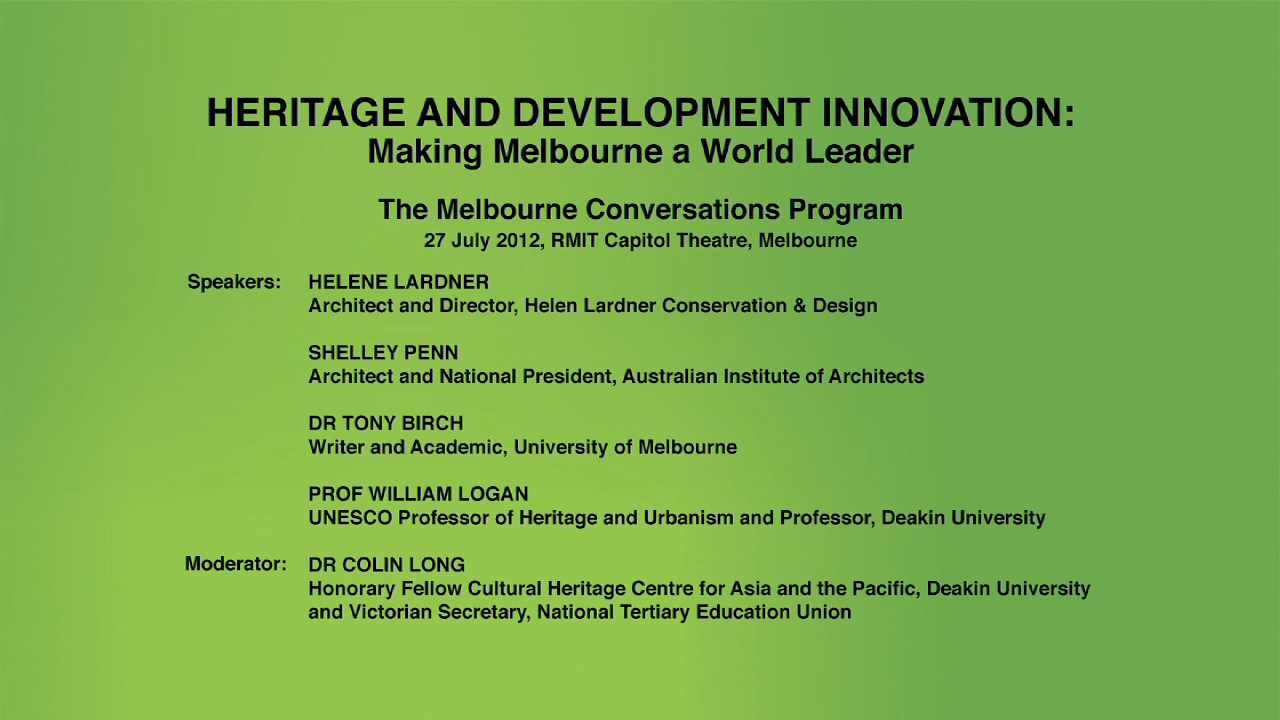 HERITAGE AND DEVELOPMENT INNOVATION:
Making Melbourne a World Leader
The Melbourne Conversations Program
27 July 2012, RMIT Capitol Theatre, Melbourne
Speakers: HELENE LARDNER
Architect and Director, Helen Lardner Conservation & Design
SHELLEY PENN
Architect and National President, Australian Institute of Architects
DR TONY BIRCH
Writer and Academic, University of Melbourne
PROF WILLIAM LOGAN
UNESCO Professor of Heritage and Urbanism and Professor, Deakin University
Moderator: DR COLIN LONG
Honorary Fellow Cultural Heritage Centre for Asia and the Pacific, Deakin University
and Victorian Secretary, National Tertiary Education Union